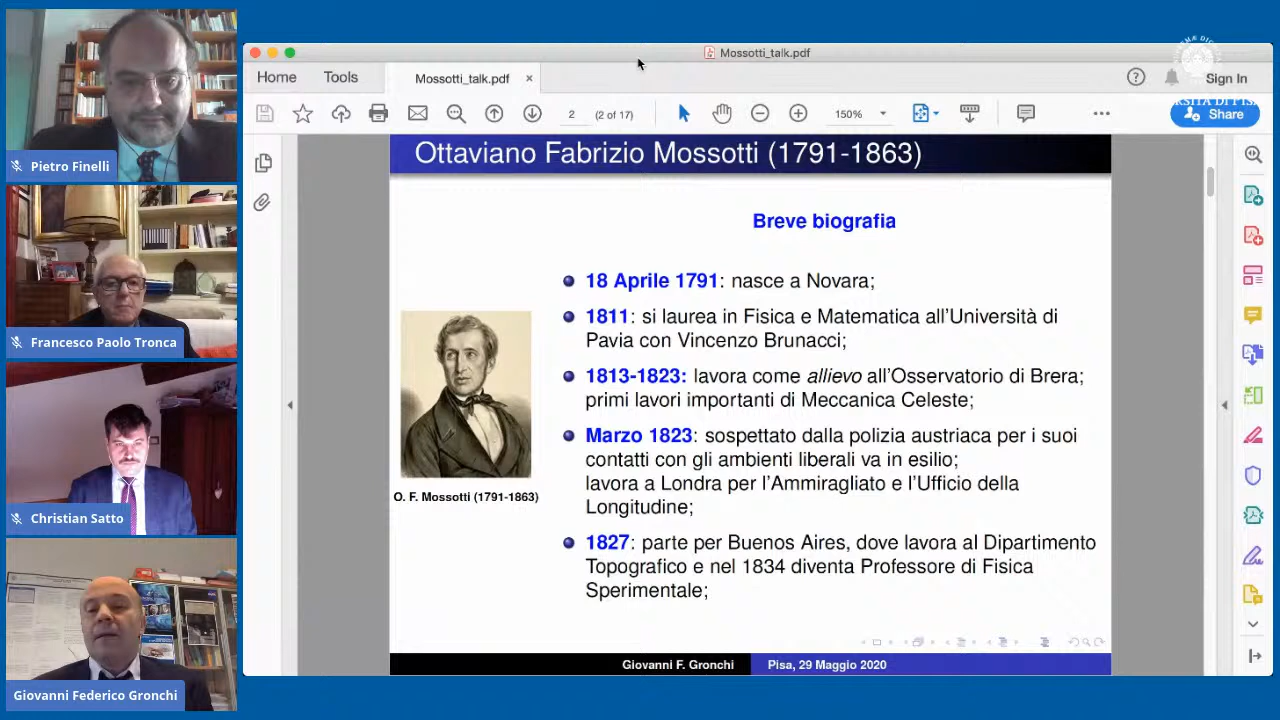 Pietro Finelli
Francesco Paolo Tronca
Christian Satto
Giovanni Federico Gronchi
Mossotti_talk.pdf
Home
Tools
Mossotti_talk.pdf
×
Sign In
2
(2 of 17)
150%
RSITÀ DI PIS
Share
Ottaviano Fabrizio Mossotti (1791-1863)
Breve biografia
18 Aprile 1791: nasce a Novara;
1811: si laurea in Fisica e Matematica all'Università di
Pavia con Vincenzo Brunacci;
1813-1823: lavora come allievo all'Osservatorio di Brera;
primi lavori importanti di Meccanica Celeste;
Marzo 1823: sospettato dalla polizia austriaca per i suoi
contatti con gli ambienti liberali va in esilio;
lavora a Londra per l'Ammiragliato e l'Ufficio della
Longitudine;
1827: parte per Buenos Aires, dove lavora al Dipartimento
Topografico e nel 1834 diventa Professore di Fisica
Sperimentale;
O. F. Mossotti (1791-1863)
Giovanni F. Gronchi
Pisa, 29 Maggio 2020